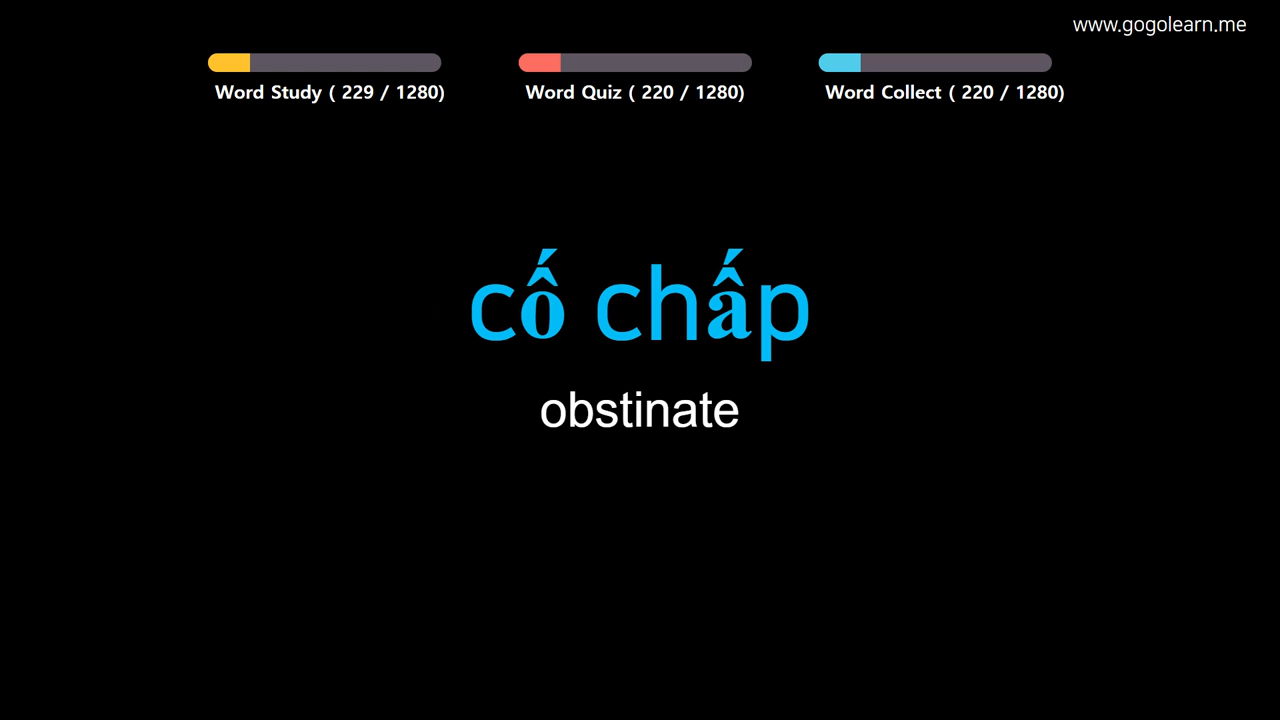 www.gogolearn.me
Word Study ( 229 / 1280)
Word Quiz ( 220 / 1280)
Word Collect ( 220 / 1280)
cố chấp
obstinate